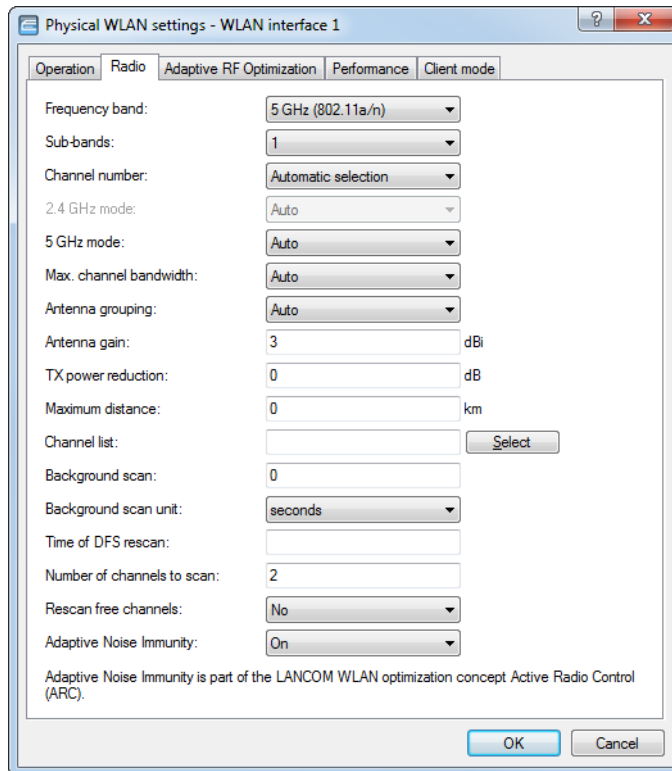 Physical WLAN settings - WLAN interface 1
Operation Radio Adaptive RF Optimization Performance Client mode
Frequency band: 5 GHz (802.11a/n)
Sub-bands: 1
Channel number: Automatic selection
2.4 GHz mode: Auto
5 GHz mode: Auto
Max. channel bandwidth: Auto
Antenna grouping: Auto
Antenna gain: 3 dBi
TX power reduction: 0 dB
Maximum distance: 0 km
Channel list: Select
Background scan: 0
Background scan unit: seconds
Time of DFS rescan:
Number of channels to scan: 2
Rescan free channels: No
Adaptive Noise Immunity: On
Adaptive Noise Immunity is part of the LANCOM WLAN optimization concept Active Radio Control
(ARC).
OK Cancel